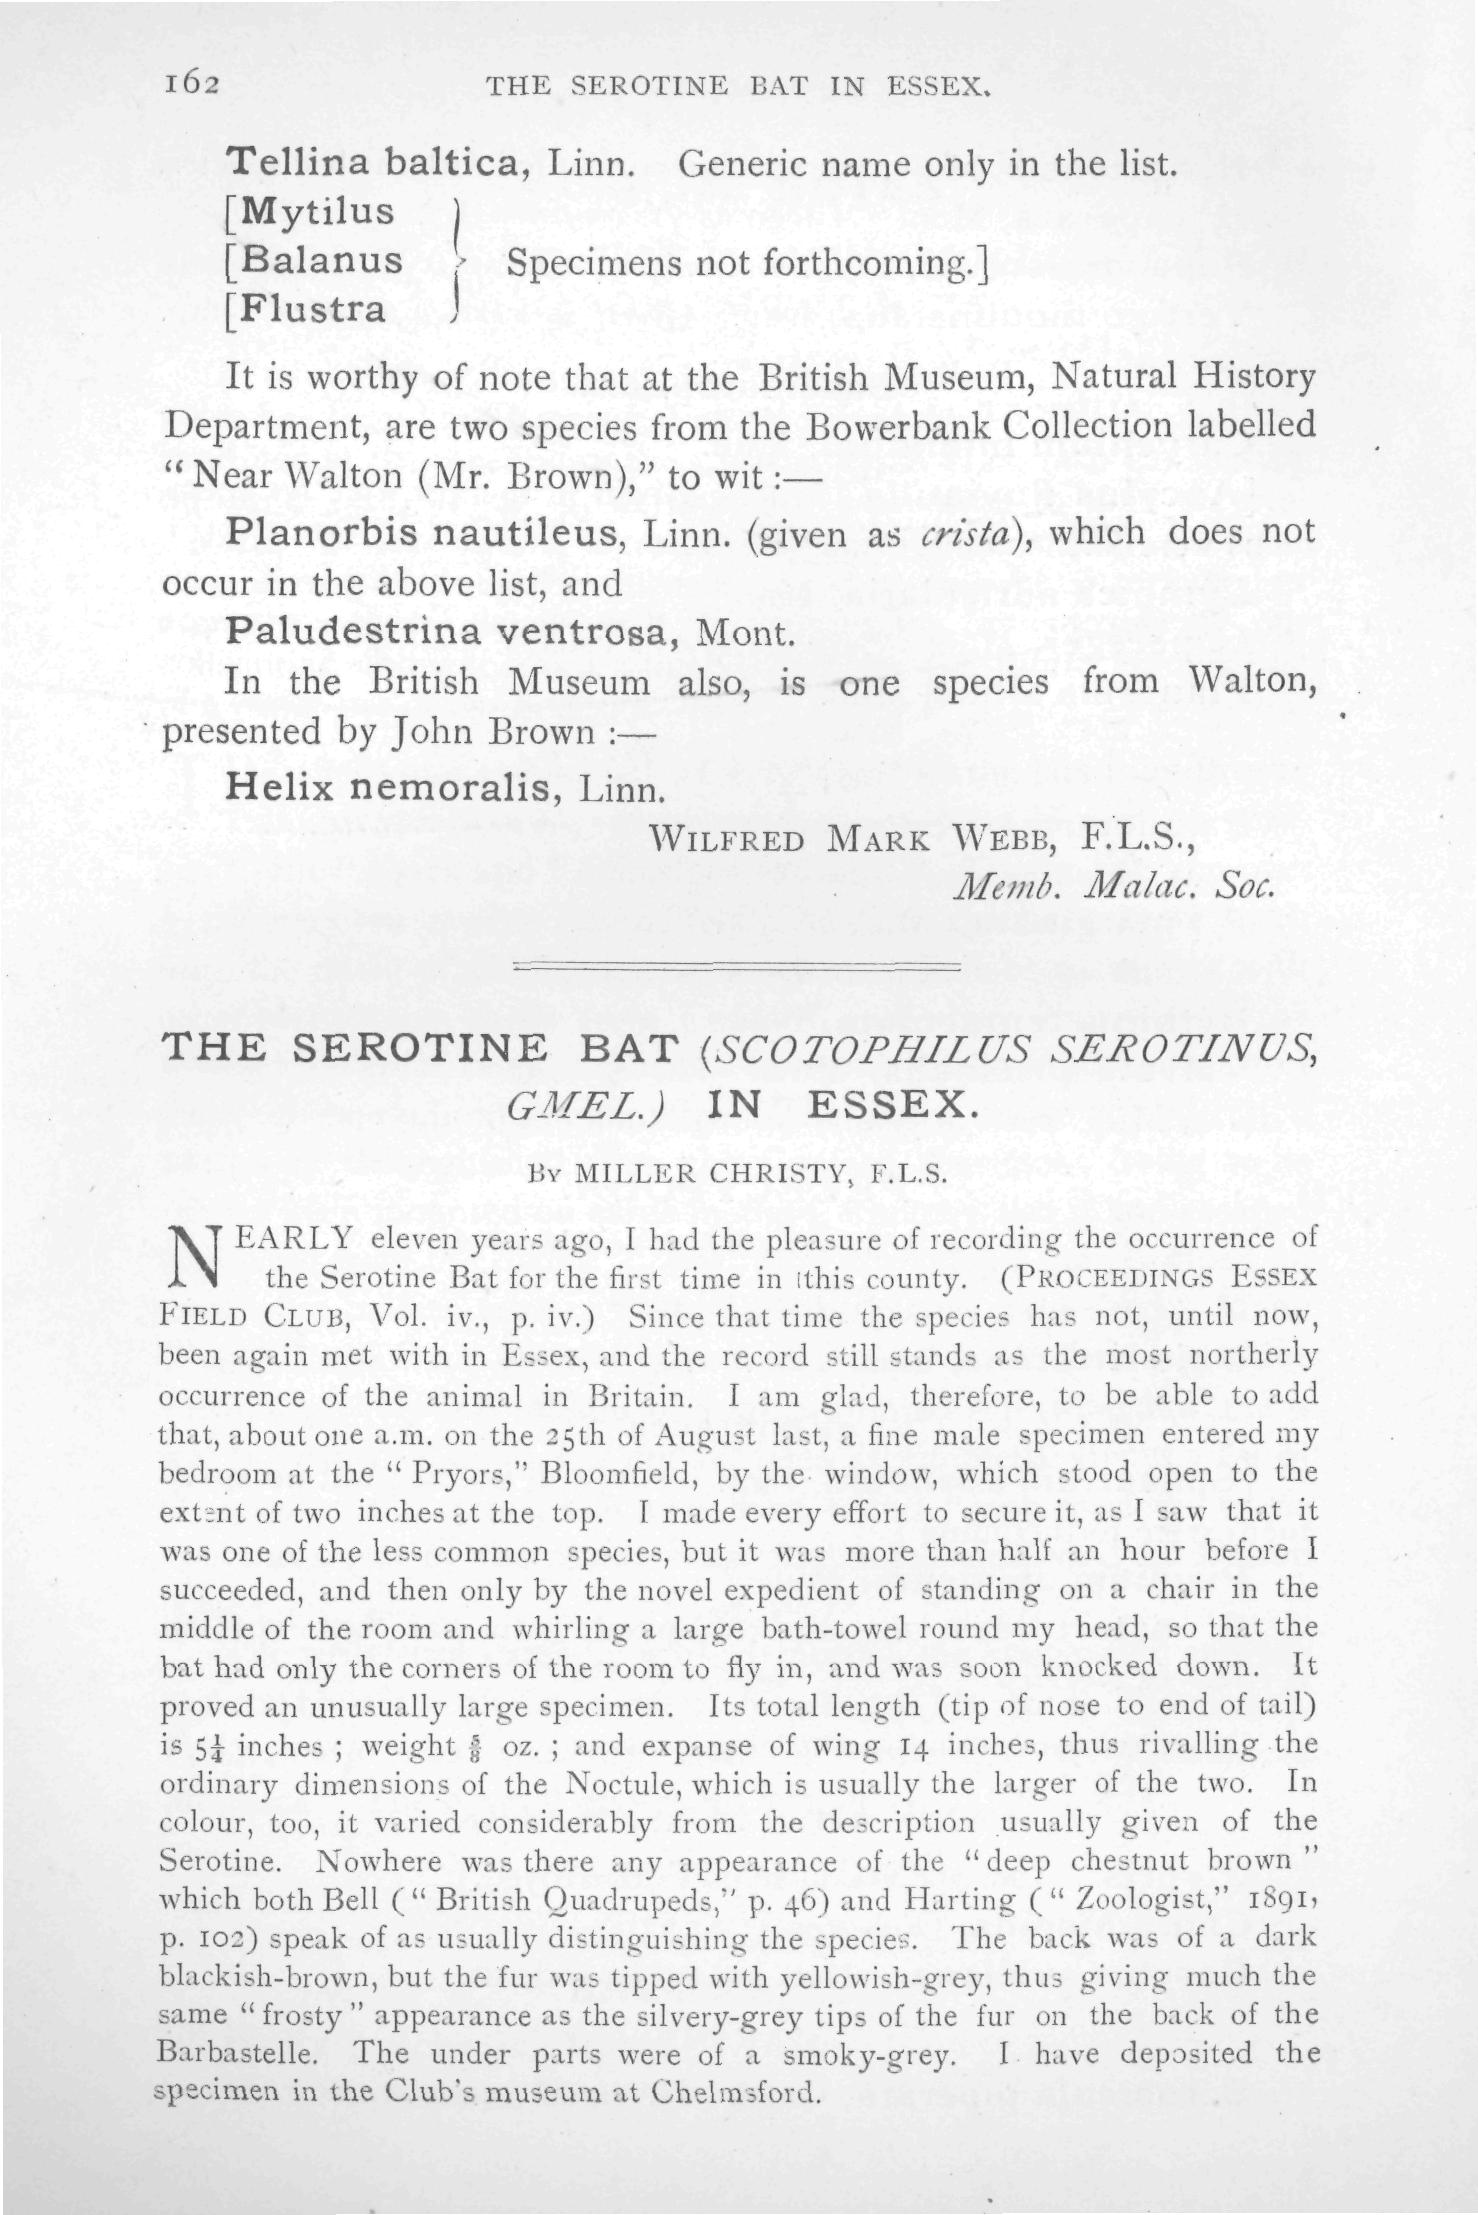 162 THE SEROTINE BAT IN ESSEX.
Tellina baltica, Linn. Generic name only in the list.
[Mytilus
[Balanus } Specimens not forthcoming.]
[Flustra
It is worthy of note that at the British Museum, Natural History
Department, are two species from the Bowerbank Collection labelled
“Near Walton (Mr. Brown),” to wit :—
Planorbis nautileus, Linn. (given as crista), which does not
occur in the above list, and
Paludestrina ventrosa, Mont.
In the British Museum also, is one species from Walton,
presented by John Brown :—
Helix nemoralis, Linn.
WILFRED MARK WEBB, F.L.S.,
Memb. Malac. Soc.
THE SEROTINE BAT (SCOTOPHILUS SEROTINUS,
GMEL.) IN ESSEX.
By MILLER CHRISTY, F.L.S.
NEARLY eleven years ago, I had the pleasure of recording the occurrence of
the Serotine Bat for the first time in this county. (PROCEEDINGS ESSEX
FIELD CLUB, Vol. iv., p. iv.) Since that time the species has not, until now,
been again met with in Essex, and the record still stands as the most northerly
occurrence of the animal in Britain. I am glad, therefore, to be able to add
that, about one a.m. on the 25th of August last, a fine male specimen entered my
bedroom at the “ Pryors,” Bloomfield, by the window, which stood open to the
extent of two inches at the top. I made every effort to secure it, as I saw that it
was one of the less common species, but it was more than half an hour before I
succeeded, and then only by the novel expedient of standing on a chair in the
middle of the room and whirling a large bath-towel round my head, so that the
bat had only the corners of the room to fly in, and was soon knocked down. It
proved an unusually large specimen. Its total length (tip of nose to end of tail)
is 5¼ inches ; weight ⅝ oz. ; and expanse of wing 14 inches, thus rivalling the
ordinary dimensions of the Noctule, which is usually the larger of the two. In
colour, too, it varied considerably from the description usually given of the
Serotine. Nowhere was there any appearance of the “deep chestnut brown ”
which both Bell (“ British Quadrupeds,” p. 46) and Harting (“ Zoologist,” 1891,
p. 102) speak of as usually distinguishing the species. The back was of a dark
blackish-brown, but the fur was tipped with yellowish-grey, thus giving much the
same “frosty” appearance as the silvery-grey tips of the fur on the back of the
Barbastelle. The under parts were of a smoky-grey. I have deposited the
specimen in the Club's museum at Chelmsford.